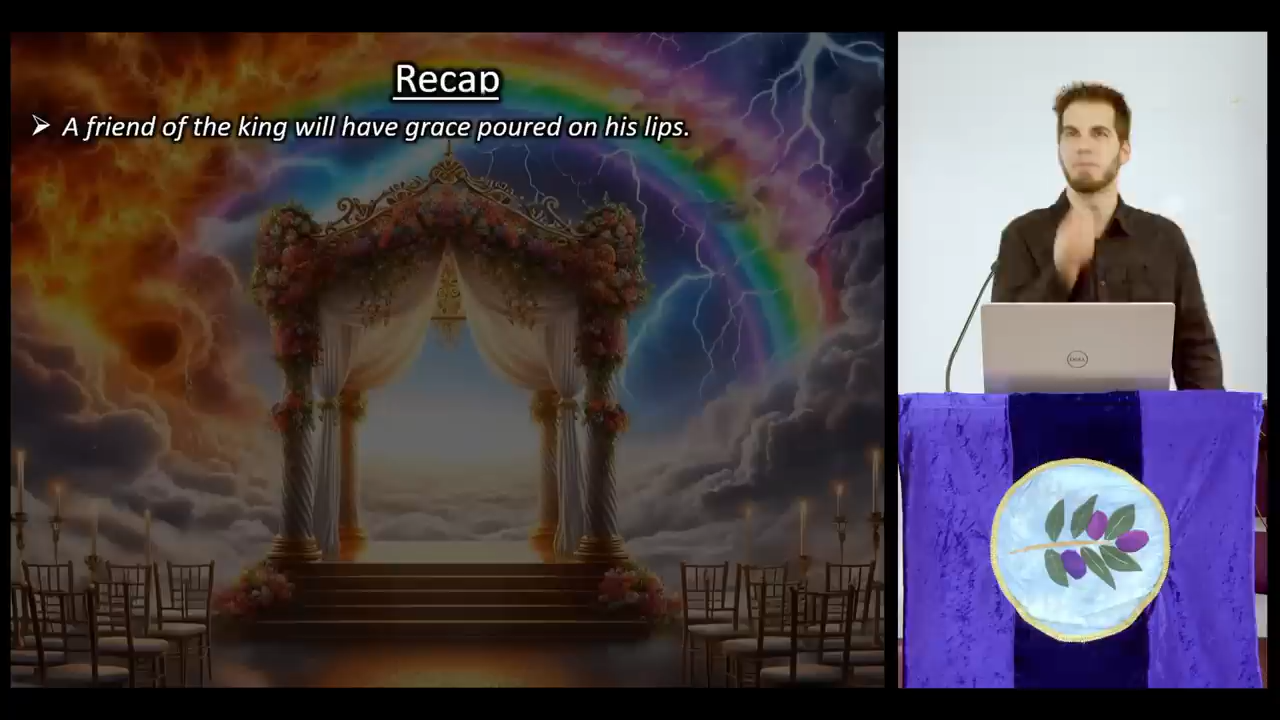 Recap
➢ A friend of the king will have grace poured on his lips.
DELL